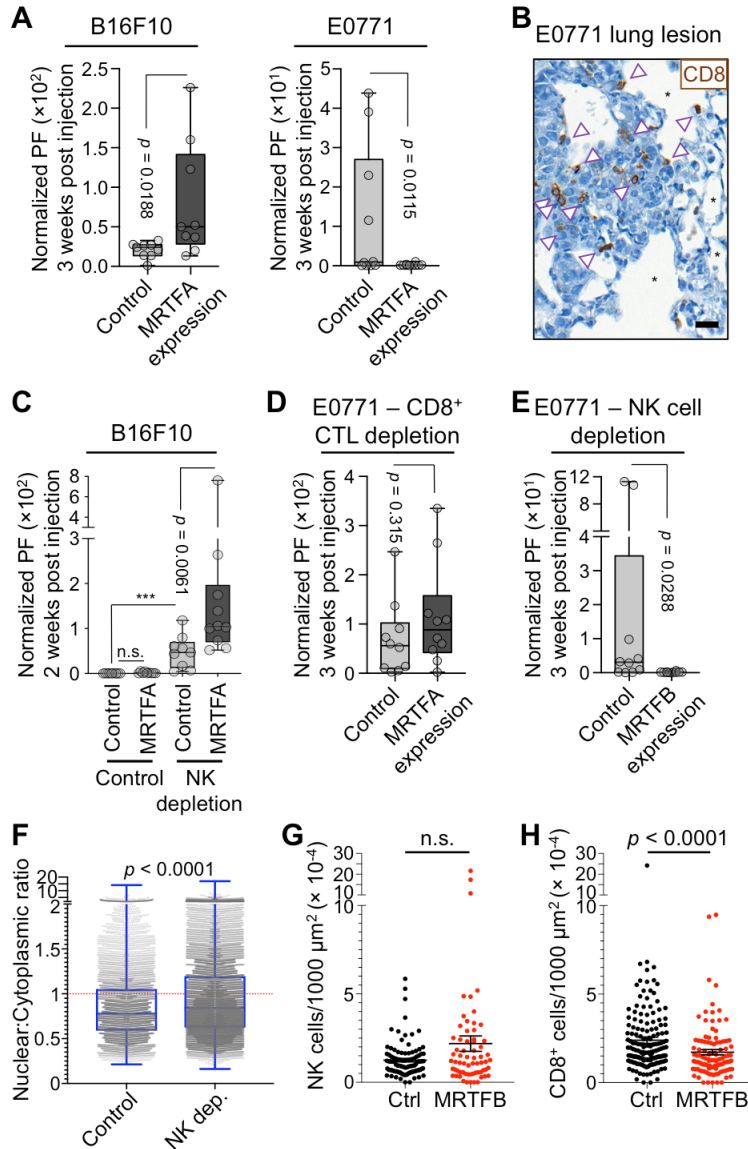 A
B16F10
Normalized PF (×10²)
3 weeks post injection
2.5
2.0
1.5
1.0
0.5
0.0
p = 0.0188
Control
MRTFA
expression
E0771
Normalized PF (×10¹)
3 weeks post injection
5
4
3
2
1
0
p = 0.0115
Control
MRTFA
expression
B
E0771 lung lesion
CD8
*
*
*
*
C
B16F10
Normalized PF (×10²)
2 weeks post injection
8
6
4
2
1
0
***
n.s.
p = 0.0061
Control
MRTFA
Control
MRTFA
Control
NK
depletion
D
E0771 – CD8⁺
CTL depletion
Normalized PF (×10²)
3 weeks post injection
4
3
2
1
0
p = 0.315
Control
MRTFA
expression
E
E0771 – NK cell
depletion
Normalized PF (×10¹)
3 weeks post injection
12
8
4
3
2
1
0
p = 0.0288
Control
MRTFB
expression
F
Nuclear:Cytoplasmic ratio
20
10
2
1.5
1
0.5
0
p < 0.0001
Control
NK dep.
G
NK cells/1000 µm² (× 10⁻⁴)
30
25
20
15
10
5
0
n.s.
Ctrl
MRTFB
H
CD8⁺ cells/1000 µm² (× 10⁻⁴)
30
25
20
15
10
5
0
p < 0.0001
Ctrl
MRTFB